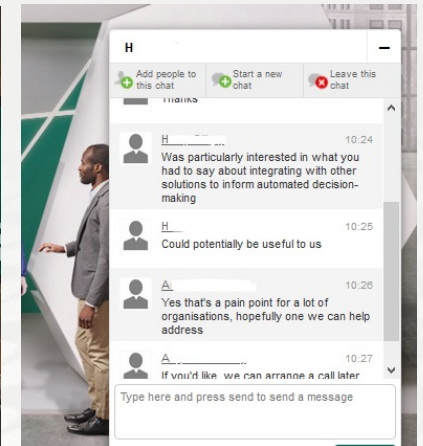 H
Add people to
this chat
Start a new
chat
Leave this
chat
Thanks
H 10:24
Was particularly interested in what you
had to say about integrating with other
solutions to inform automated decision-
making
H 10:25
Could potentially be useful to us
A 10:26
Yes that's a pain point for a lot of
organisations, hopefully one we can help
address
A 10:27
If you'd like, we can arrange a call later
Type here and press send to send a message